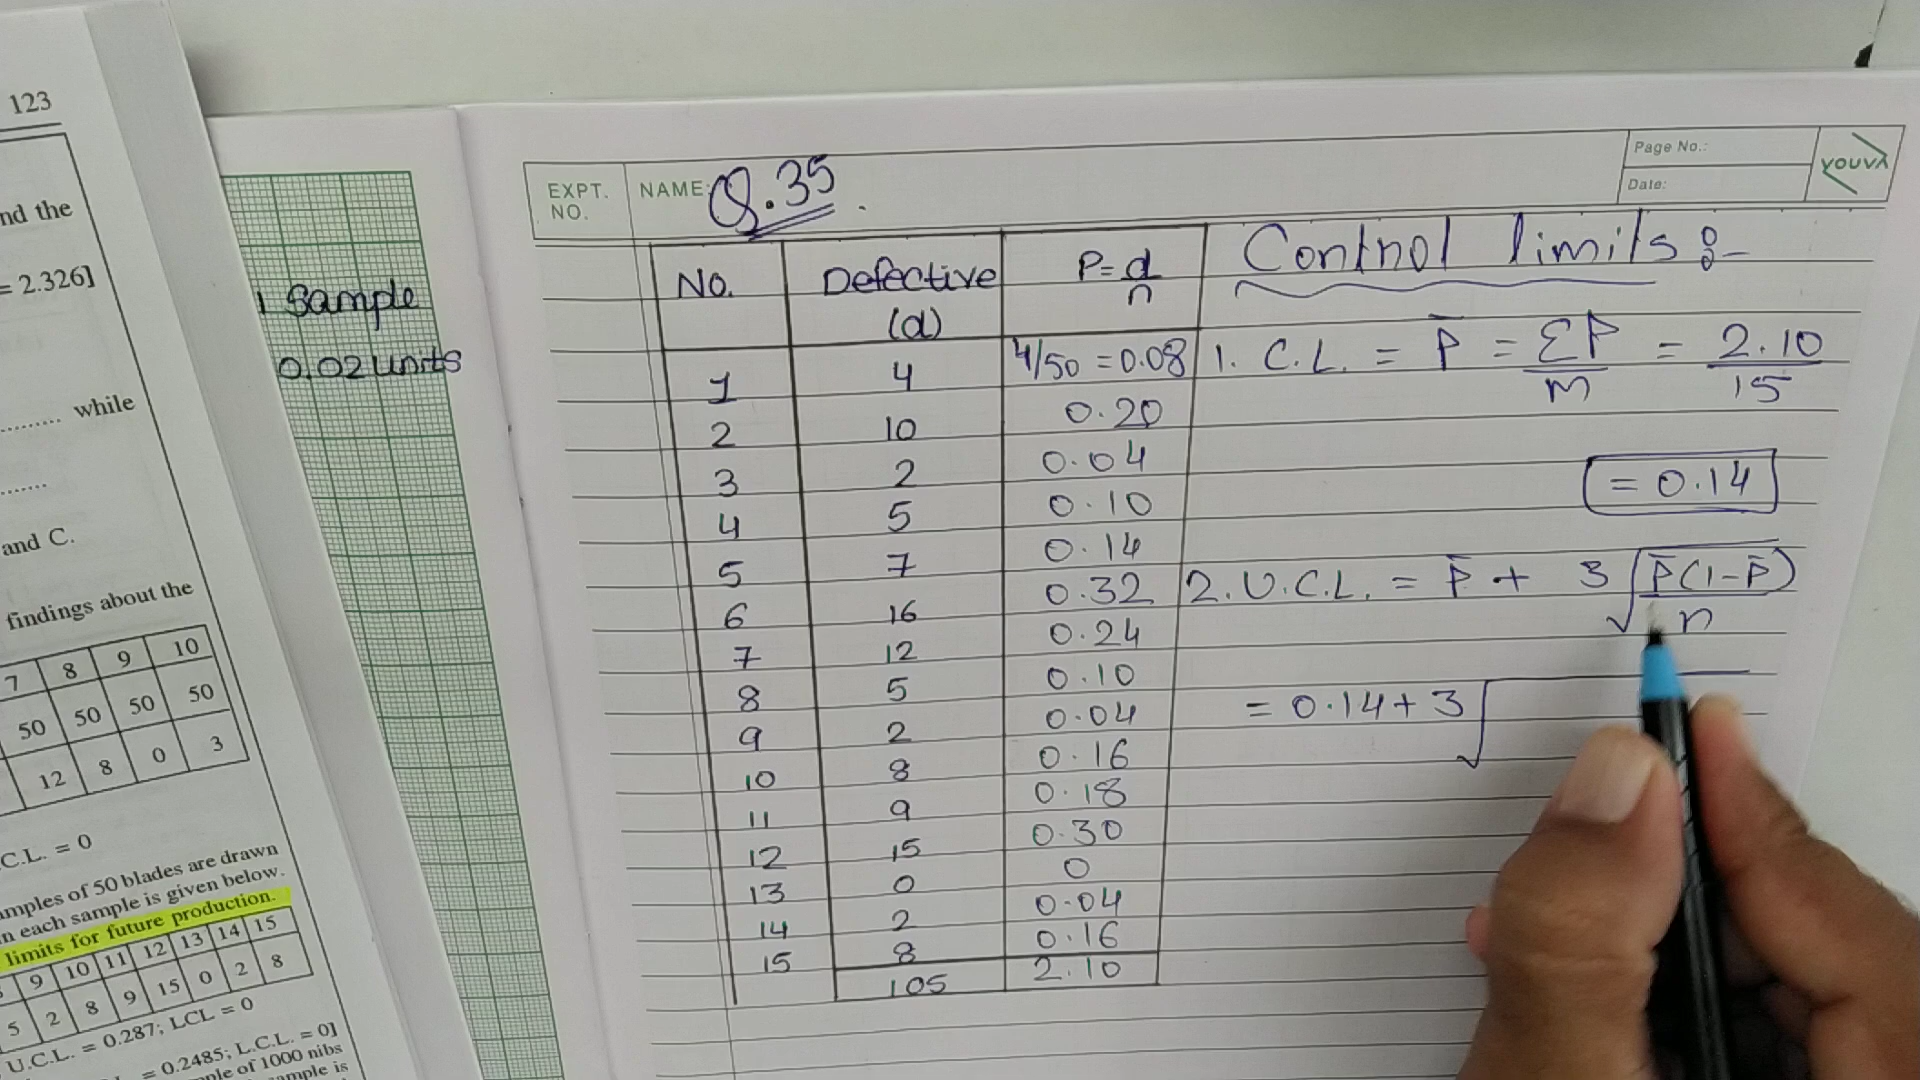 123
nd the
= 2.326]
......... while
.......
and C.
findings about the
7 8 9 10
50 50 50 50
12 8 0 3
C.L. = 0
amples of 50 blades are drawn
n each sample is given below.
limits for future production.
9 10 11 12 13 14 15
5 2 8 9 15 0 2 8
U.C.L. = 0.287; LCL = 0
= 0.2485; L.C.L. = 0]
ple of 1000 nibs
sample is
1 Sample
0.02 units
EXPT. NO.
NAME: Q.35
Page No.:
Date:
YOUVA
No. Defective (d) P = d/n
1 4 4/50 = 0.08
2 10 0.20
3 2 0.04
4 5 0.10
5 7 0.14
6 16 0.32
7 12 0.24
8 5 0.10
9 2 0.04
10 8 0.16
11 9 0.18
12 15 0.30
13 0 0
14 2 0.04
15 8 0.16
105 2.10
Control limits :-
1. C.L. = P̄ = ΣP/m = 2.10/15
= 0.14
2. U.C.L. = P̄ + 3 √(P̄(1-P̄)/n)
= 0.14 + 3 √